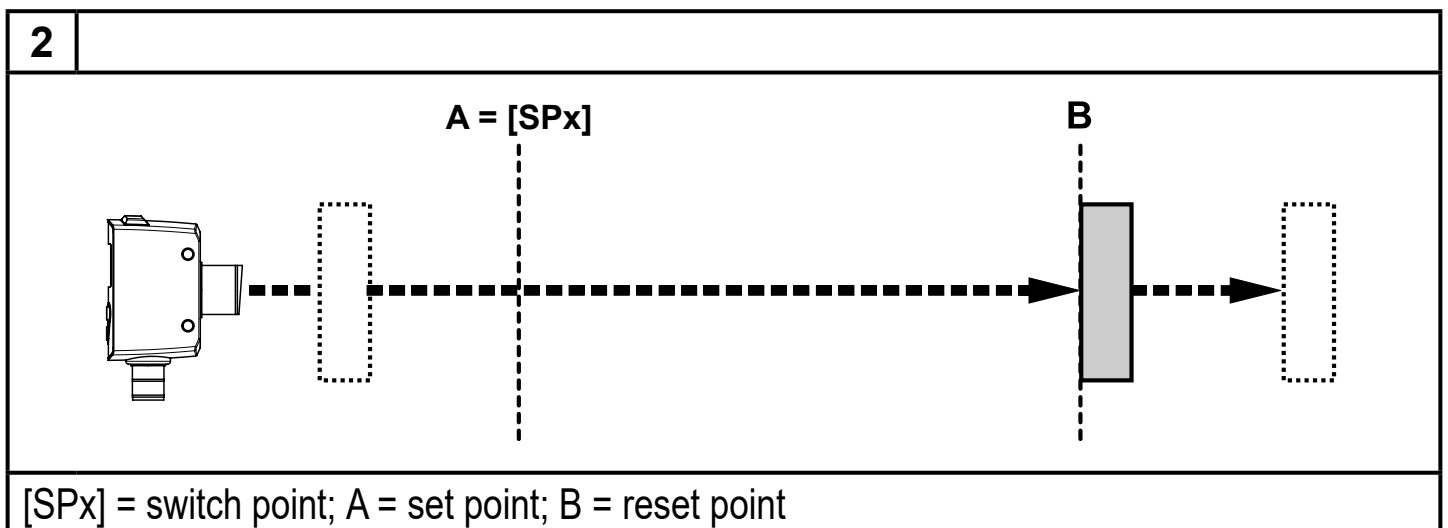 2
A = [SPx]
B
[SPx] = switch point; A = set point; B = reset point